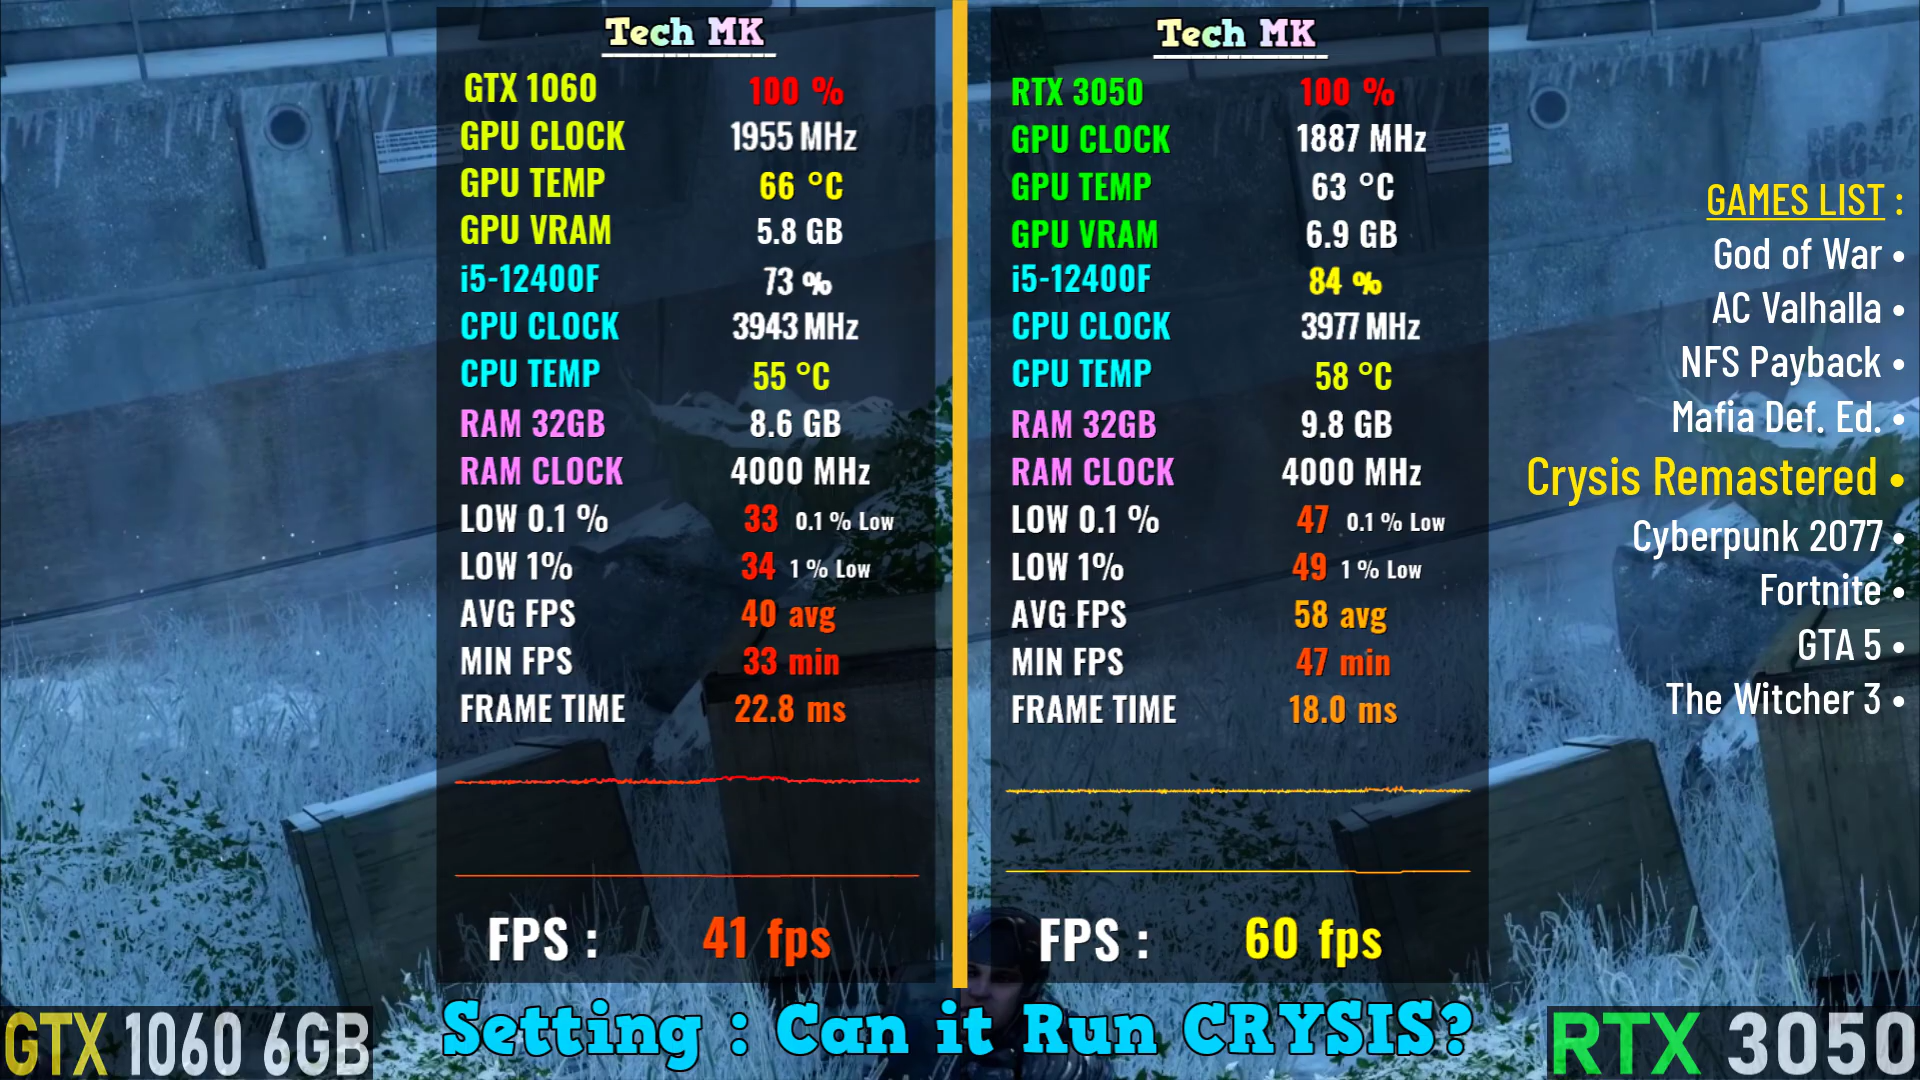 Tech MK
GTX 1060 100 %
GPU CLOCK 1955 MHz
GPU TEMP 66 °C
GPU VRAM 5.8 GB
i5-12400F 73 %
CPU CLOCK 3943 MHz
CPU TEMP 55 °C
RAM 32GB 8.6 GB
RAM CLOCK 4000 MHz
LOW 0.1 % 33 0.1 % Low
LOW 1% 34 1 % Low
AVG FPS 40 avg
MIN FPS 33 min
FRAME TIME 22.8 ms
FPS : 41 fps
Tech MK
RTX 3050 100 %
GPU CLOCK 1887 MHz
GPU TEMP 63 °C
GPU VRAM 6.9 GB
i5-12400F 84 %
CPU CLOCK 3977 MHz
CPU TEMP 58 °C
RAM 32GB 9.8 GB
RAM CLOCK 4000 MHz
LOW 0.1 % 47 0.1 % Low
LOW 1% 49 1 % Low
AVG FPS 58 avg
MIN FPS 47 min
FRAME TIME 18.0 ms
FPS : 60 fps
GAMES LIST :
God of War •
AC Valhalla •
NFS Payback •
Mafia Def. Ed. •
Crysis Remastered •
Cyberpunk 2077 •
Fortnite •
GTA 5 •
The Witcher 3 •
GTX 1060 6GB
Setting : Can it Run CRYSIS?
RTX 3050